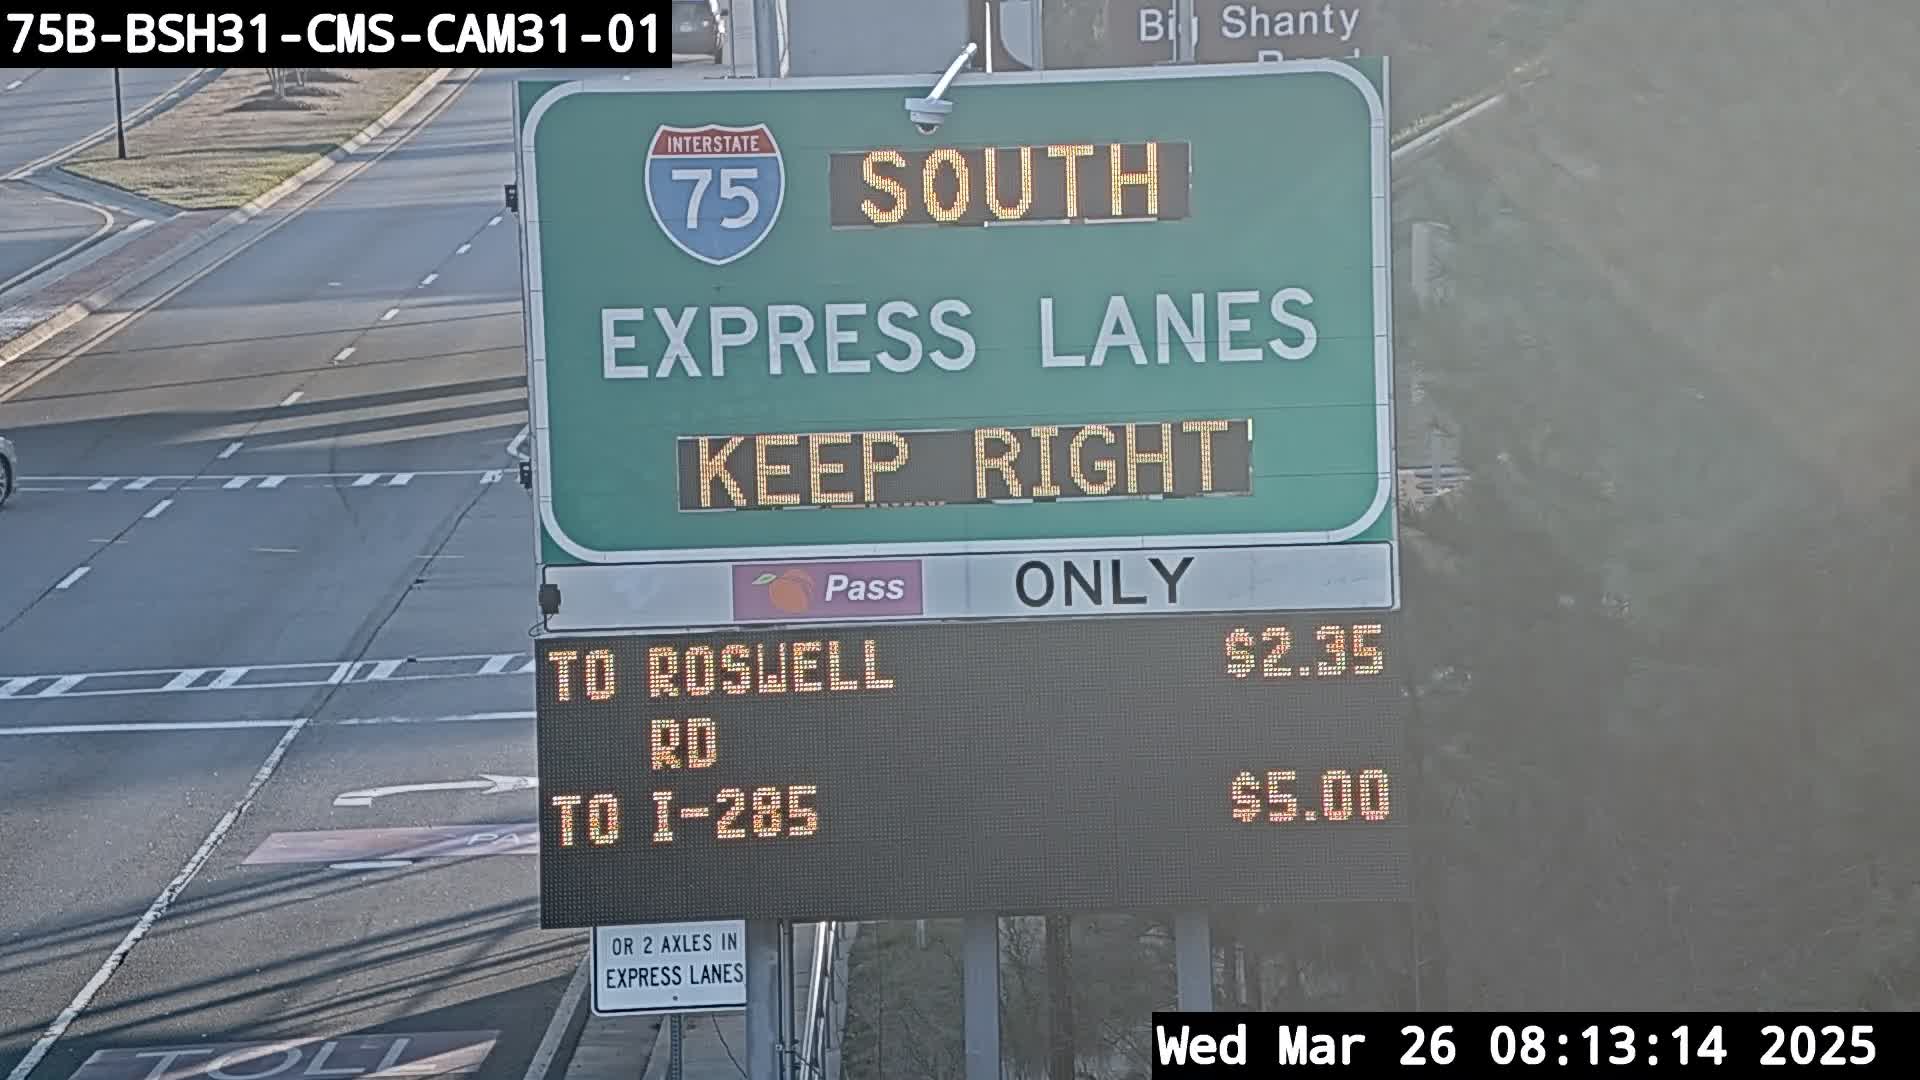 75B-BSH31-CMS-CAM31-01
Big Shanty
Road
INTERSTATE
75
SOUTH
EXPRESS LANES
KEEP RIGHT
Pass ONLY
TO ROSWELL $2.35
RD
TO I-285 $5.00
OR 2 AXLES IN
EXPRESS LANES
TOLL
Wed Mar 26 08:13:14 2025